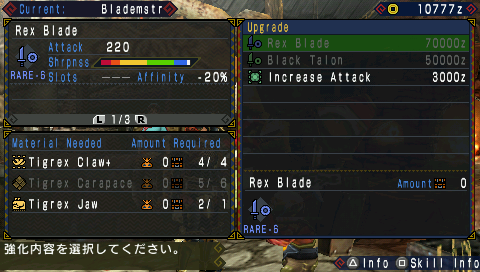 Current: Blademstr
10777z
Rex Blade
Attack 220
Shrpnss
RARE-6
Slots --- Affinity -20%
L 1/3 R
Material Needed Amount Required
Tigrex Claw+ 0 4/ 4
Tigrex Carapace 0 5/ 6
Tigrex Jaw 0 2/ 1
Upgrade
Rex Blade 70000z
Black Talon 50000z
Increase Attack 3000z
Rex Blade Amount 0
RARE-6
強化内容を選択してください。
Info Skill Info